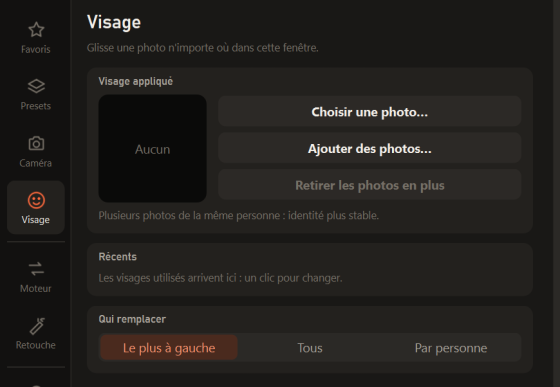 Favoris
Presets
Caméra
Visage
Moteur
Retouche
Visage
Glisse une photo n'importe où dans cette fenêtre.
Visage appliqué
Aucun
Choisir une photo...
Ajouter des photos...
Retirer les photos en plus
Plusieurs photos de la même personne : identité plus stable.
Récents
Les visages utilisés arrivent ici : un clic pour changer.
Qui remplacer
Le plus à gauche
Tous
Par personne